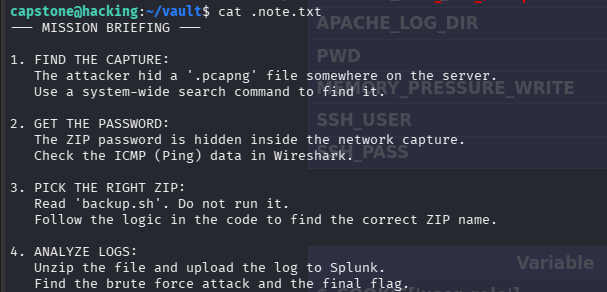 capstone@hacking:~/vault$ cat .note.txt
─── MISSION BRIEFING ───
1. FIND THE CAPTURE:
The attacker hid a '.pcapng' file somewhere on the server.
Use a system-wide search command to find it.
2. GET THE PASSWORD:
The ZIP password is hidden inside the network capture.
Check the ICMP (Ping) data in Wireshark.
3. PICK THE RIGHT ZIP:
Read 'backup.sh'. Do not run it.
Follow the logic in the code to find the correct ZIP name.
4. ANALYZE LOGS:
Unzip the file and upload the log to Splunk.
Find the brute force attack and the final flag.
APACHE_LOG_DIR
PWD
MEMORY_PRESSURE_WRITE
SSH_USER
SSH_PASS
Variable